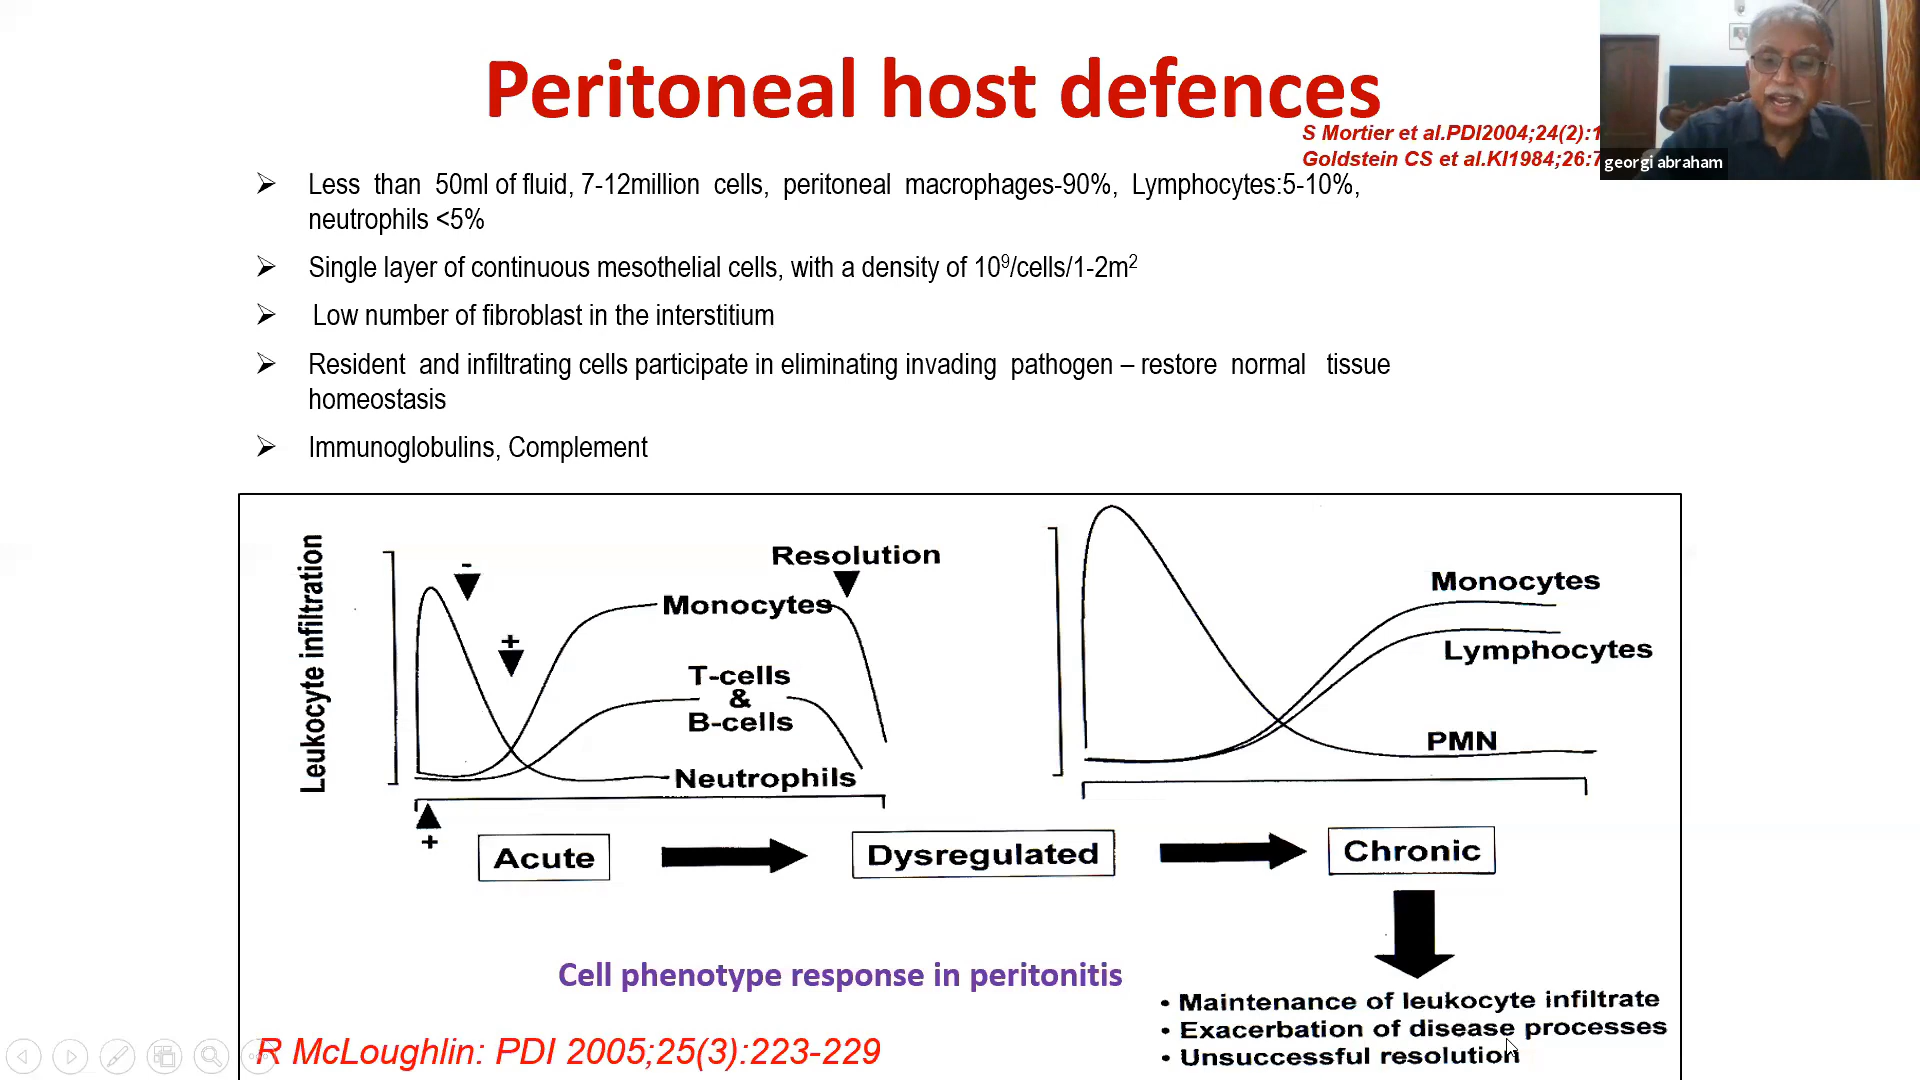 Peritoneal host defences
S Mortier et al.PDI2004;24(2):1
Goldstein CS et al.KI1984;26:7
georgi abraham
➢ Less than 50ml of fluid, 7-12million cells, peritoneal macrophages-90%, Lymphocytes:5-10%,
neutrophils <5%
➢ Single layer of continuous mesothelial cells, with a density of 10⁹/cells/1-2m²
➢ Low number of fibroblast in the interstitium
➢ Resident and infiltrating cells participate in eliminating invading pathogen – restore normal tissue
homeostasis
➢ Immunoglobulins, Complement
Leukocyte infiltration
-
+
Resolution
Monocytes
T-cells
&
B-cells
Neutrophils
+
Monocytes
Lymphocytes
PMN
Acute
Dysregulated
Chronic
Cell phenotype response in peritonitis
• Maintenance of leukocyte infiltrate
• Exacerbation of disease processes
• Unsuccessful resolution
R McLoughlin: PDI 2005;25(3):223-229